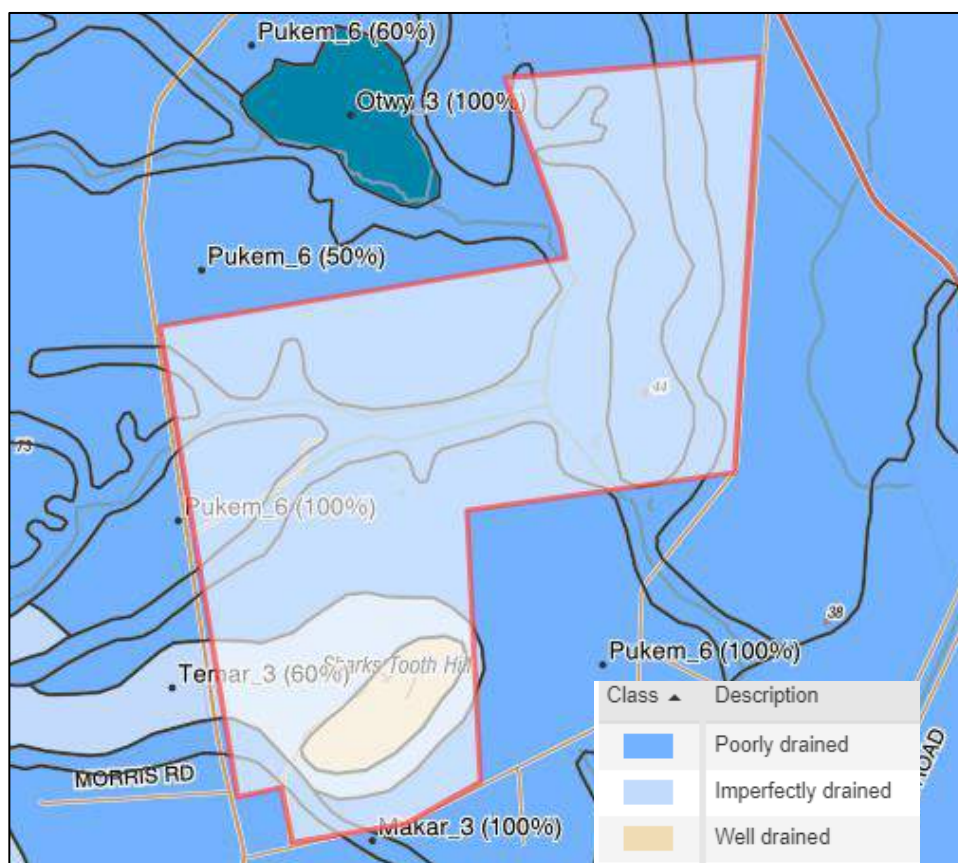 Pukem_6 (60%)
Otwy_3 (100%)
Pukem_6 (50%)
44
73
Pukem_6 (100%)
38
Temar_3 (60%)
Sharks Tooth Hill
Pukem_6 (100%)
MORRIS RD
Makar_3 (100%)
ROAD
Class Description
Poorly drained
Imperfectly drained
Well drained